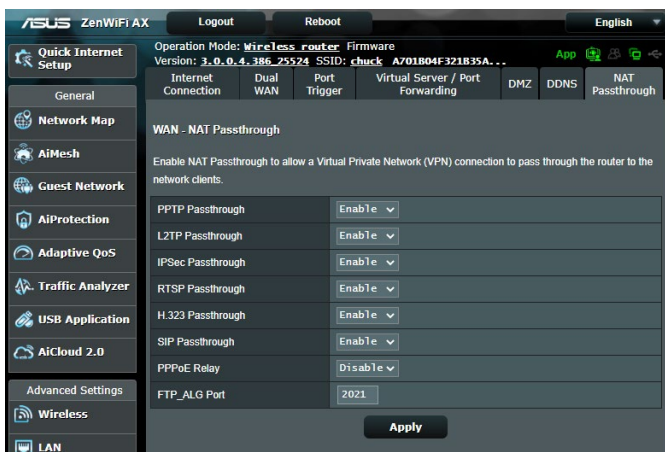 ASUS ZenWiFi AX Logout Reboot English
Quick Internet Setup
Operation Mode: Wireless router Firmware
Version: 3.0.0.4.386_25524 SSID: chuck A701B04F321B35A...
App
Internet Connection Dual WAN Port Trigger Virtual Server / Port Forwarding DMZ DDNS NAT Passthrough
General
Network Map
AiMesh
Guest Network
AiProtection
Adaptive QoS
Traffic Analyzer
USB Application
AiCloud 2.0
Advanced Settings
Wireless
LAN
WAN - NAT Passthrough
Enable NAT Passthrough to allow a Virtual Private Network (VPN) connection to pass through the router to the
network clients.
PPTP Passthrough Enable
L2TP Passthrough Enable
IPSec Passthrough Enable
RTSP Passthrough Enable
H.323 Passthrough Enable
SIP Passthrough Enable
PPPoE Relay Disable
FTP_ALG Port 2021
Apply